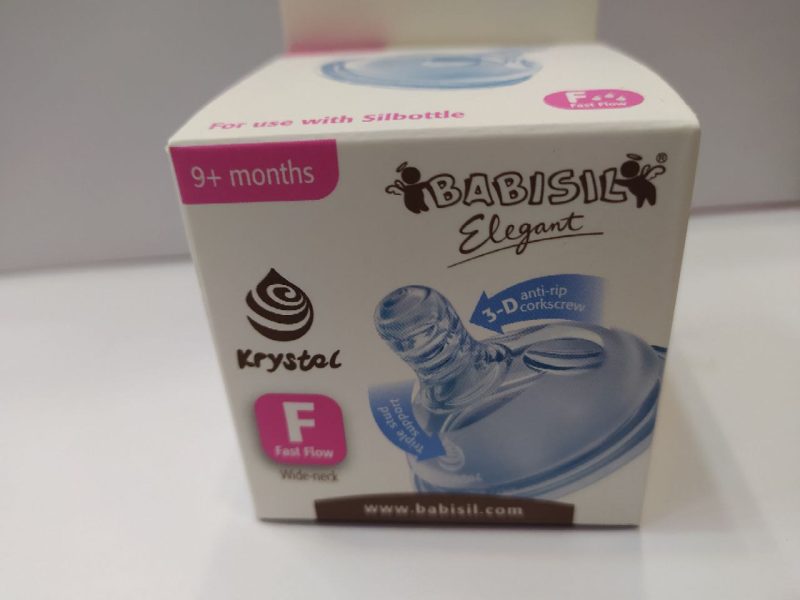 For use with Silbottle
F
Fast Flow
9+ months
BABISIL®
Elegant
3-D anti-rip
corkscrew
Krystal
Triple stud
support
F
Fast Flow
Wide-neck
www.babisil.com